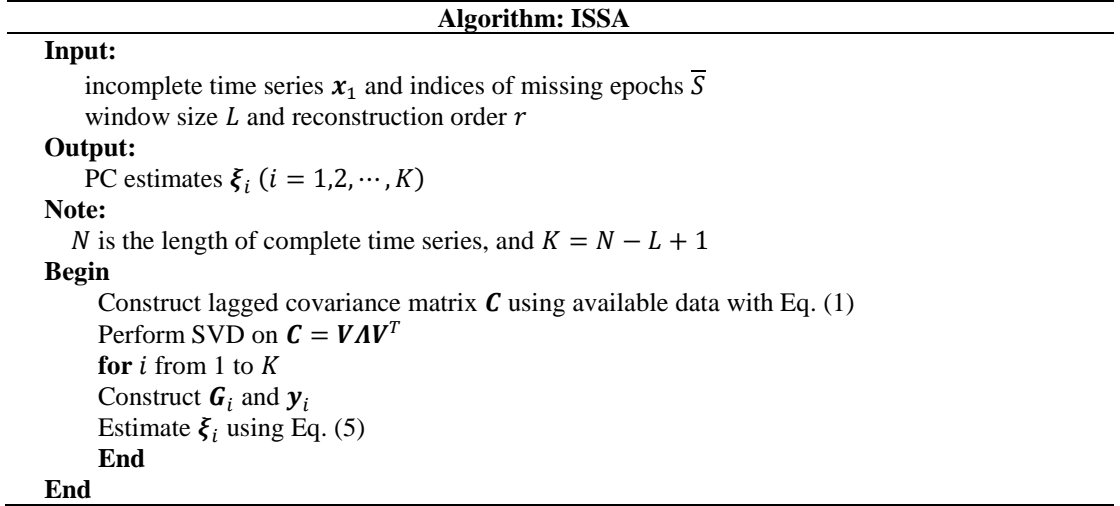 Algorithm: ISSA
Input:
incomplete time series 𝒙₁ and indices of missing epochs S̅
window size 𝐿 and reconstruction order 𝑟
Output:
PC estimates 𝝃ᵢ (𝑖 = 1,2, ⋯ , 𝐾)
Note:
𝑁 is the length of complete time series, and 𝐾 = 𝑁 − 𝐿 + 1
Begin
Construct lagged covariance matrix 𝑪 using available data with Eq. (1)
Perform SVD on 𝑪 = 𝑽𝜦𝑽ᵀ
for 𝑖 from 1 to 𝐾
Construct 𝑮ᵢ and 𝒚ᵢ
Estimate 𝝃ᵢ using Eq. (5)
End
End